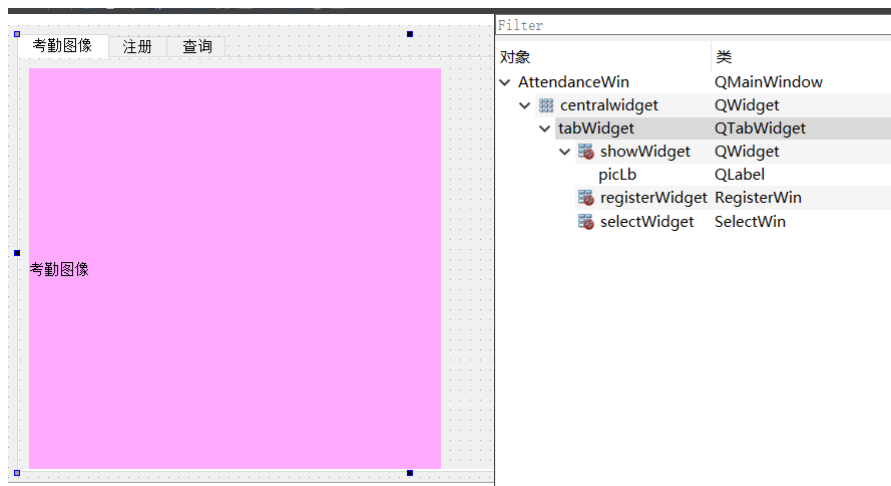 考勤图像 注册 查询
考勤图像
Filter
对象 类
AttendanceWin QMainWindow
centralwidget QWidget
tabWidget QTabWidget
showWidget QWidget
picLb QLabel
registerWidget RegisterWin
selectWidget SelectWin